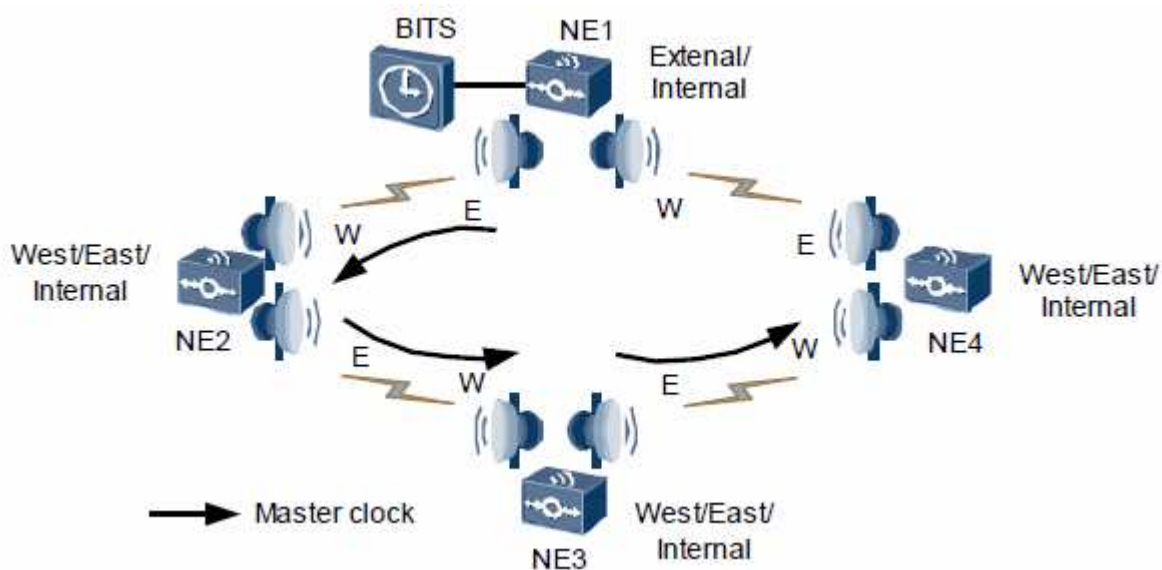 BITS
NE1
Extenal/
Internal
E
W
W
E
West/East/
Internal
NE2
West/East/
Internal
NE4
E
W
E
W
Master clock
NE3
West/East/
Internal